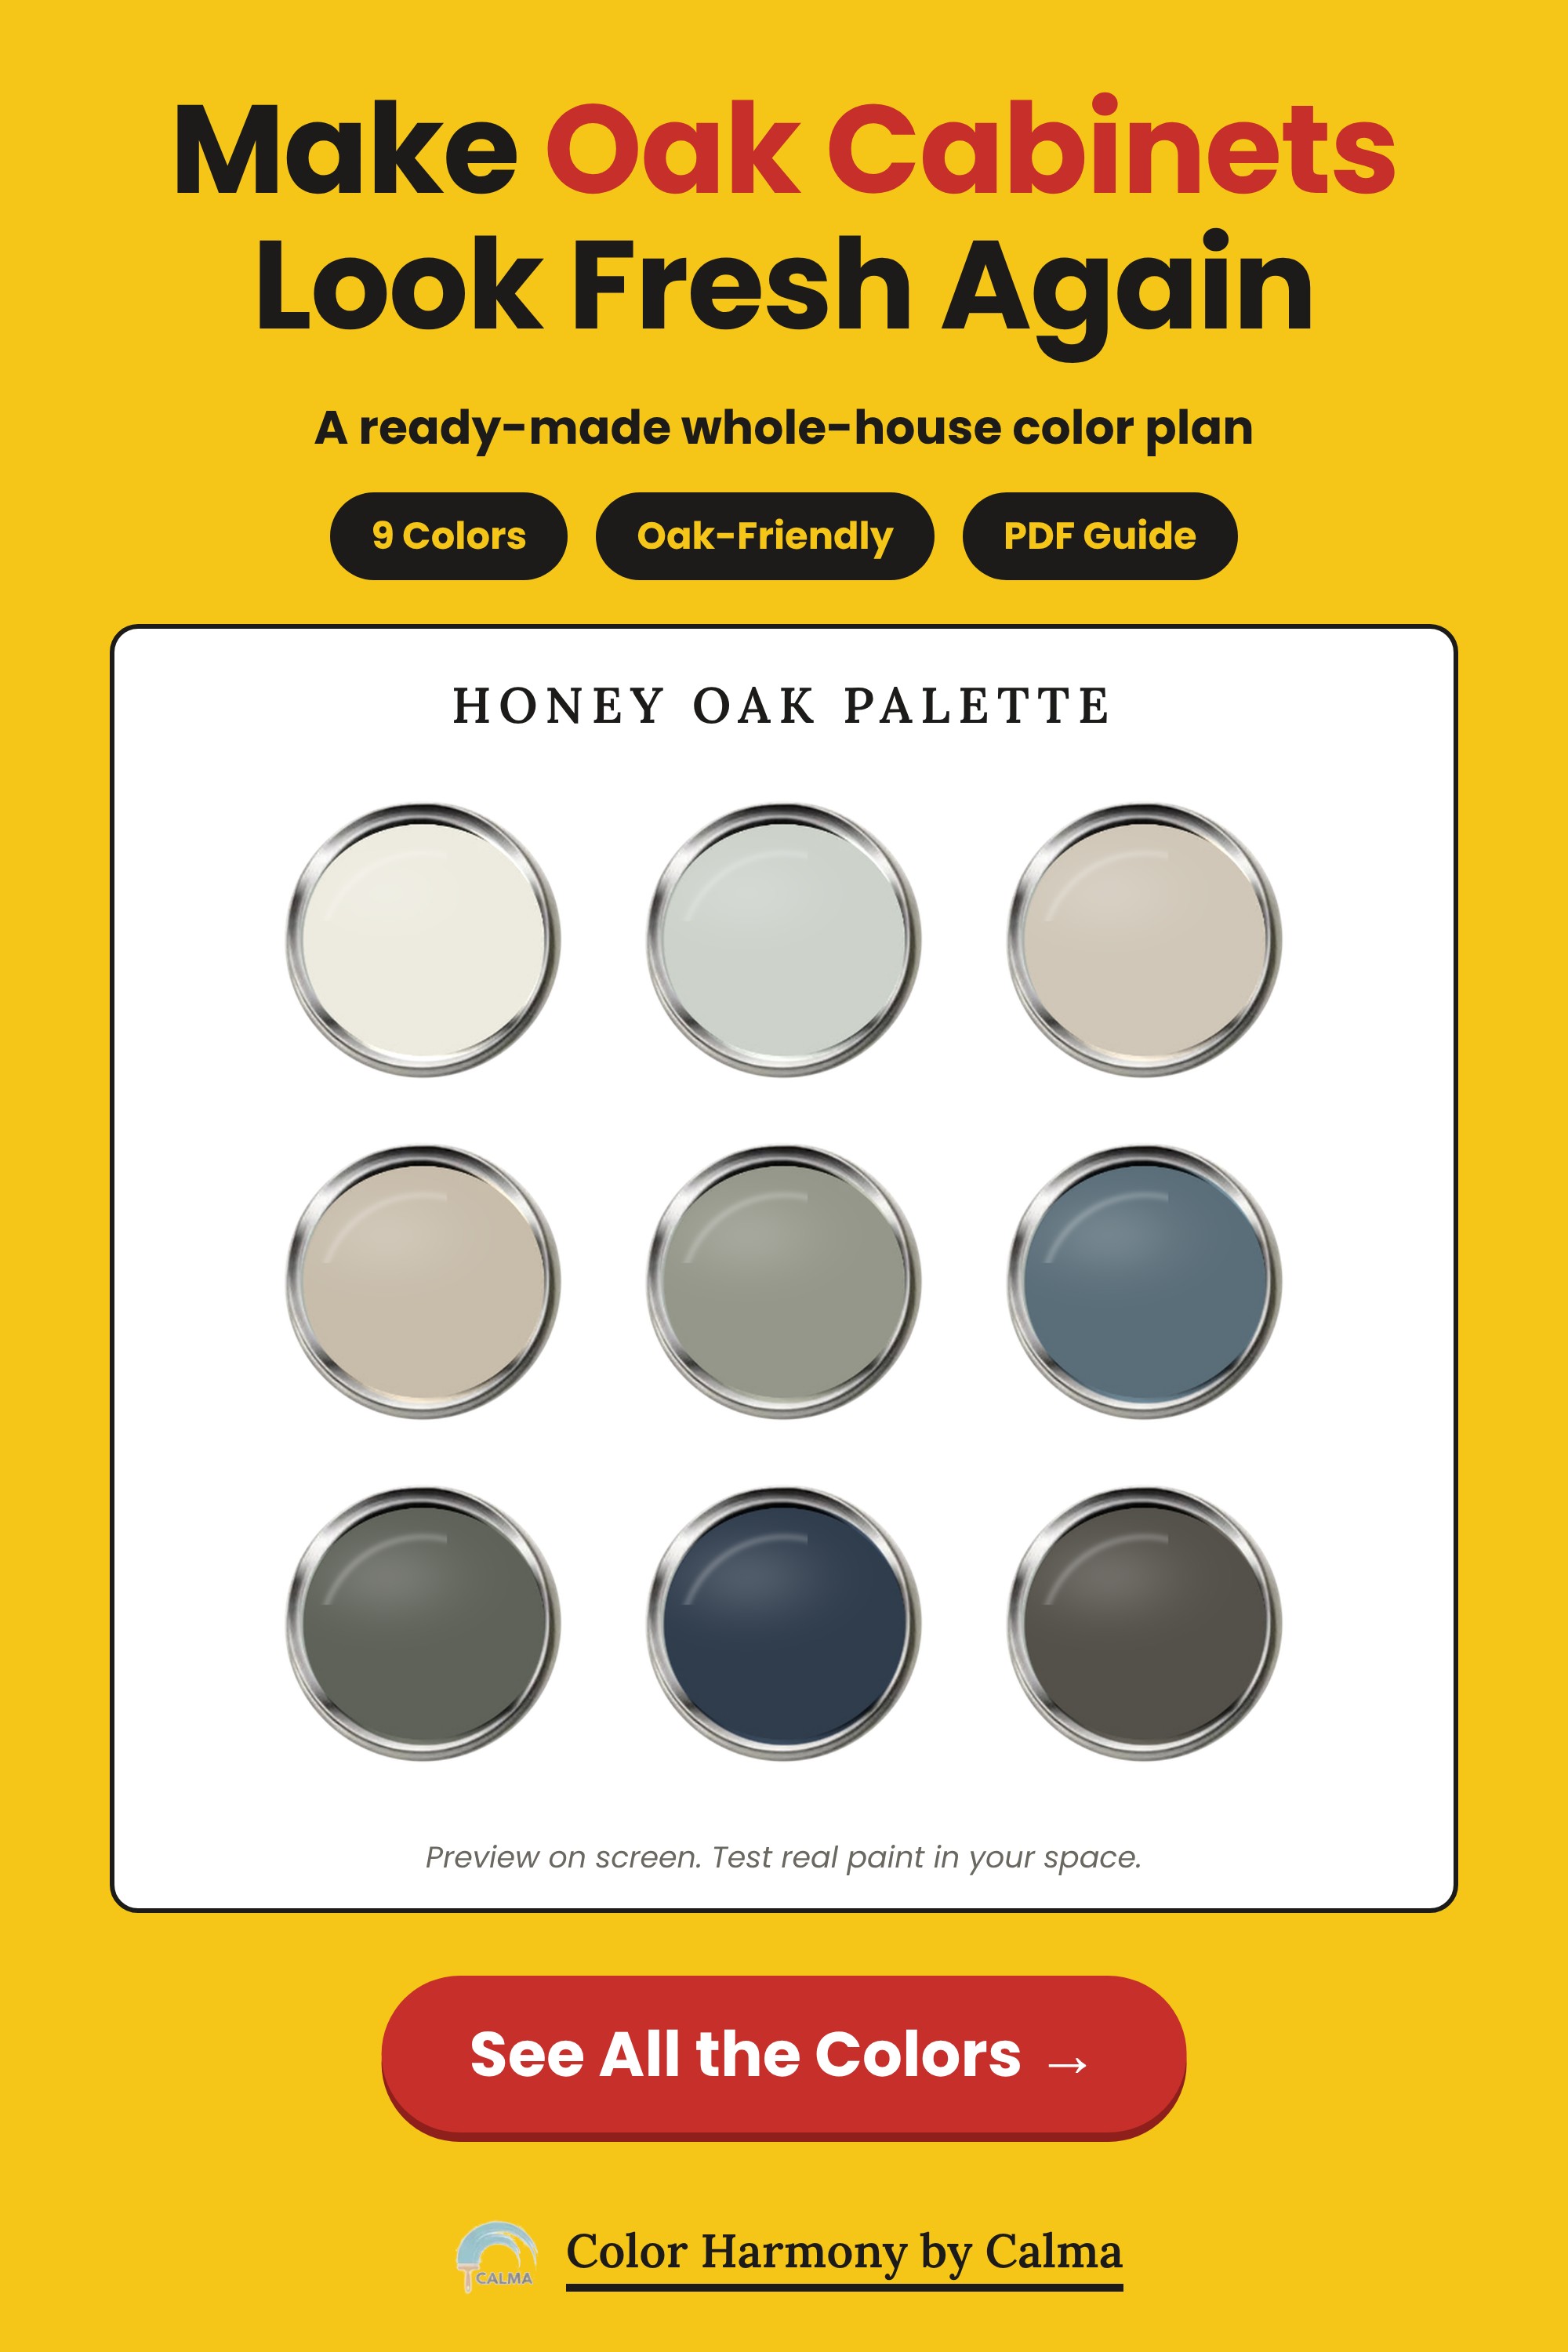 Make Oak Cabinets
Look Fresh Again
A ready-made whole-house color plan
9 Colors
Oak-Friendly
PDF Guide
HONEY OAK PALETTE
Preview on screen. Test real paint in your space.
See All the Colors →
CALMA
Color Harmony by Calma